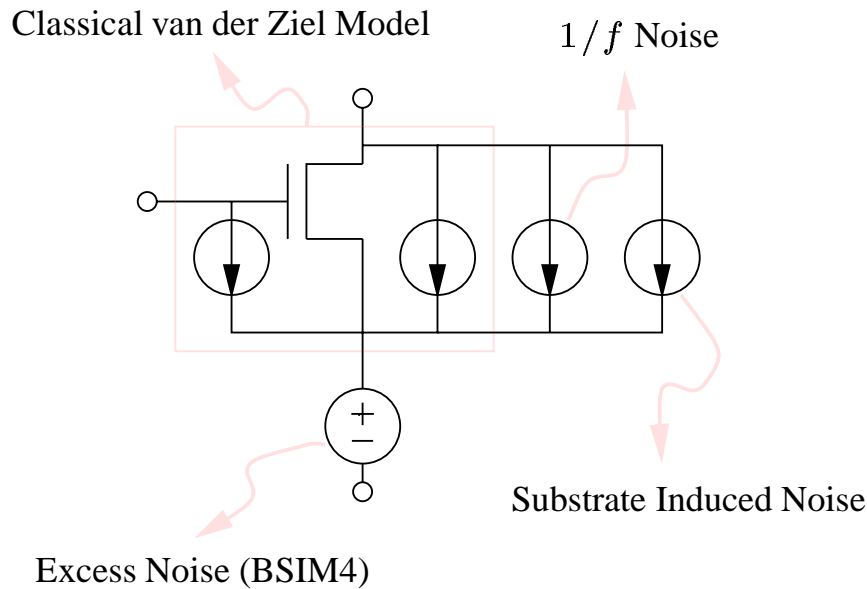 Classical van der Ziel Model
1/f Noise
+
−
Substrate Induced Noise
Excess Noise (BSIM4)